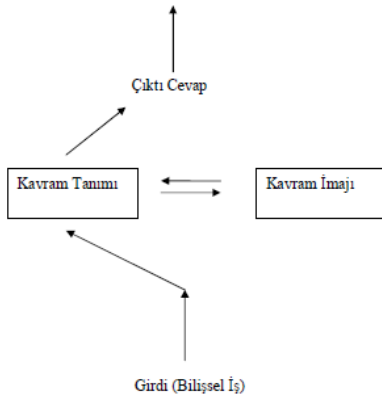 Çıktı Cevap
Kavram Tanımı
Kavram İmajı
Girdi (Bilişsel İş)